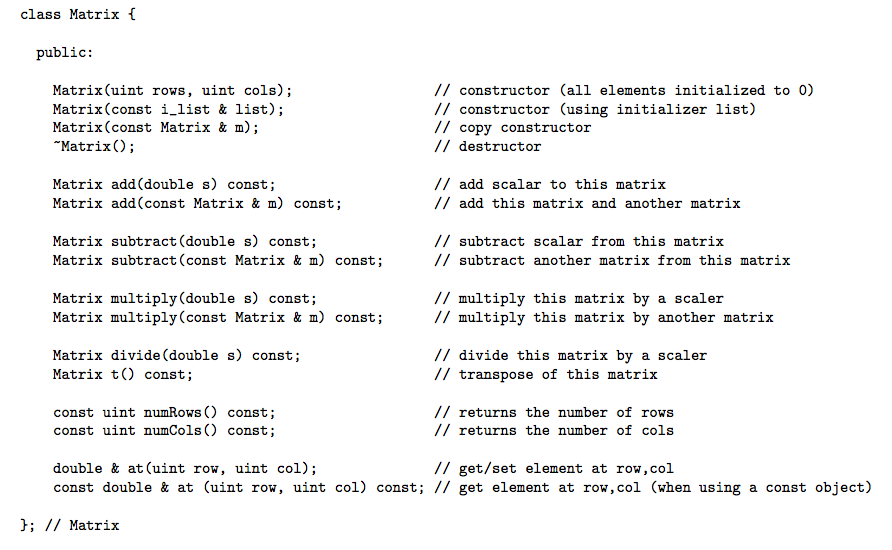 class Matrix {
public:
Matrix(uint rows, uint cols); // constructor (all elements initialized to 0)
Matrix(const i_list & list); // constructor (using initializer list)
Matrix(const Matrix & m); // copy constructor
~Matrix(); // destructor
Matrix add(double s) const; // add scalar to this matrix
Matrix add(const Matrix & m) const; // add this matrix and another matrix
Matrix subtract(double s) const; // subtract scalar from this matrix
Matrix subtract(const Matrix & m) const; // subtract another matrix from this matrix
Matrix multiply(double s) const; // multiply this matrix by a scaler
Matrix multiply(const Matrix & m) const; // multiply this matrix by another matrix
Matrix divide(double s) const; // divide this matrix by a scaler
Matrix t() const; // transpose of this matrix
const uint numRows() const; // returns the number of rows
const uint numCols() const; // returns the number of cols
double & at(uint row, uint col); // get/set element at row,col
const double & at (uint row, uint col) const; // get element at row,col (when using a const object)
}; // Matrix